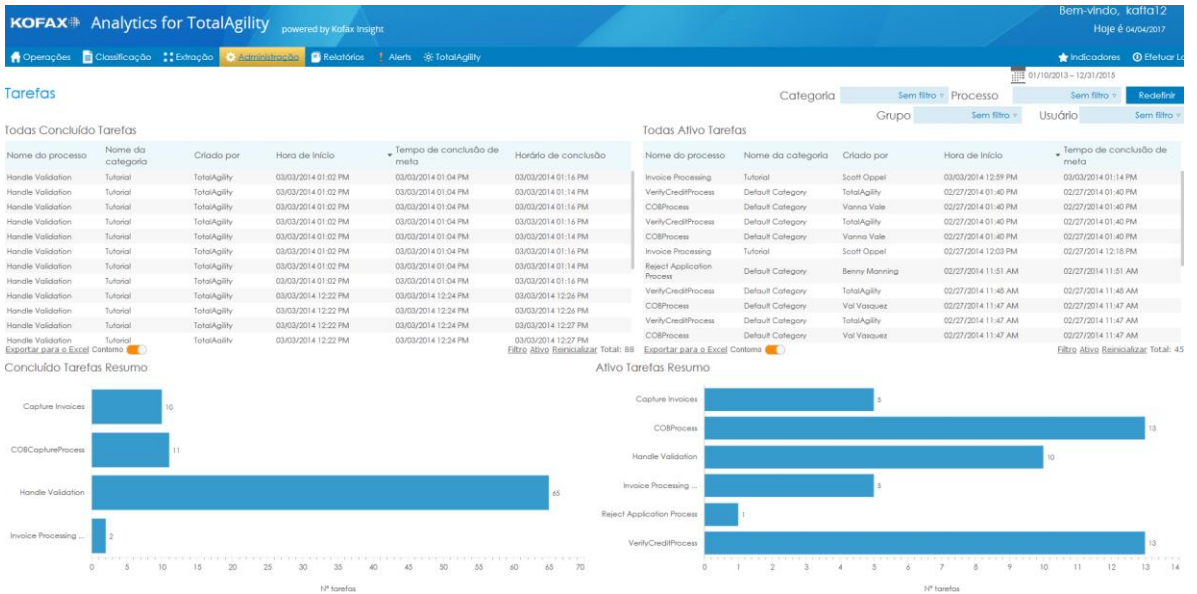 KOFAX Analytics for TotalAgility powered by Kofax Insight
Bem-vindo, kafta12
Hoje é 04/04/2017
Operações Classificação Extração Administração Relatórios Alerts TotalAgility Indicadores Efetuar Lo
01/10/2013 – 12/31/2015
Tarefas
Categoria Sem filtro Processo Sem filtro Redefinir
Grupo Sem filtro Usuário Sem filtro
Todas Concluído Tarefas
Nome do processo Nome da categoria Criado por Hora de Início Tempo de conclusão de meta Horário de conclusão
Handle Validation Tutorial TotalAgility 03/03/2014 01:02 PM 03/03/2014 01:04 PM 03/03/2014 01:16 PM
Handle Validation Tutorial TotalAgility 03/03/2014 01:02 PM 03/03/2014 01:04 PM 03/03/2014 01:14 PM
Handle Validation Tutorial TotalAgility 03/03/2014 01:02 PM 03/03/2014 01:04 PM 03/03/2014 01:16 PM
Handle Validation Tutorial TotalAgility 03/03/2014 01:02 PM 03/03/2014 01:04 PM 03/03/2014 01:16 PM
Handle Validation Tutorial TotalAgility 03/03/2014 01:02 PM 03/03/2014 01:04 PM 03/03/2014 01:14 PM
Handle Validation Tutorial TotalAgility 03/03/2014 01:02 PM 03/03/2014 01:04 PM 03/03/2014 01:16 PM
Handle Validation Tutorial TotalAgility 03/03/2014 01:02 PM 03/03/2014 01:04 PM 03/03/2014 01:14 PM
Handle Validation Tutorial TotalAgility 03/03/2014 01:02 PM 03/03/2014 01:04 PM 03/03/2014 01:16 PM
Handle Validation Tutorial TotalAgility 03/03/2014 12:22 PM 03/03/2014 12:24 PM 03/03/2014 12:26 PM
Handle Validation Tutorial TotalAgility 03/03/2014 12:22 PM 03/03/2014 12:24 PM 03/03/2014 12:26 PM
Handle Validation Tutorial TotalAgility 03/03/2014 12:22 PM 03/03/2014 12:24 PM 03/03/2014 12:27 PM
Handle Validation Tutorial TotalAgility 03/03/2014 12:22 PM 03/03/2014 12:24 PM 03/03/2014 12:27 PM
Exportar para o Excel Contorno Filtro Ativo Reinicializar Total: 88
Todas Ativo Tarefas
Nome do processo Nome da categoria Criado por Hora de Início Tempo de conclusão de meta
Invoice Processing Tutorial Scott Oppel 03/03/2014 12:59 PM 03/03/2014 01:14 PM
VerifyCreditProcess Default Category TotalAgility 02/27/2014 01:40 PM 02/27/2014 01:40 PM
COBProcess Default Category Vanna Vale 02/27/2014 01:40 PM 02/27/2014 01:40 PM
VerifyCreditProcess Default Category TotalAgility 02/27/2014 01:40 PM 02/27/2014 01:40 PM
COBProcess Default Category Vanna Vale 02/27/2014 01:40 PM 02/27/2014 01:40 PM
Invoice Processing Tutorial Scott Oppel 02/27/2014 12:03 PM 02/27/2014 12:18 PM
Reject Application Process Default Category Benny Manning 02/27/2014 11:51 AM 02/27/2014 11:51 AM
VerifyCreditProcess Default Category TotalAgility 02/27/2014 11:48 AM 02/27/2014 11:48 AM
COBProcess Default Category Val Vasquez 02/27/2014 11:47 AM 02/27/2014 11:47 AM
VerifyCreditProcess Default Category TotalAgility 02/27/2014 11:47 AM 02/27/2014 11:47 AM
COBProcess Default Category Val Vasquez 02/27/2014 11:47 AM 02/27/2014 11:47 AM
Exportar para o Excel Contorno Filtro Ativo Reinicializar Total: 45
Concluído Tarefas Resumo
Capture Invoices 10
COBCaptureProcess 11
Handle Validation 65
Invoice Processing ... 2
0 5 10 15 20 25 30 35 40 45 50 55 60 65 70
Nº tarefas
Ativo Tarefas Resumo
Capture Invoices 5
COBProcess 13
Handle Validation 10
Invoice Processing ... 5
Reject Application Process 1
VerifyCreditProcess 13
0 1 2 3 4 5 6 7 8 9 10 11 12 13 14
Nº tarefas